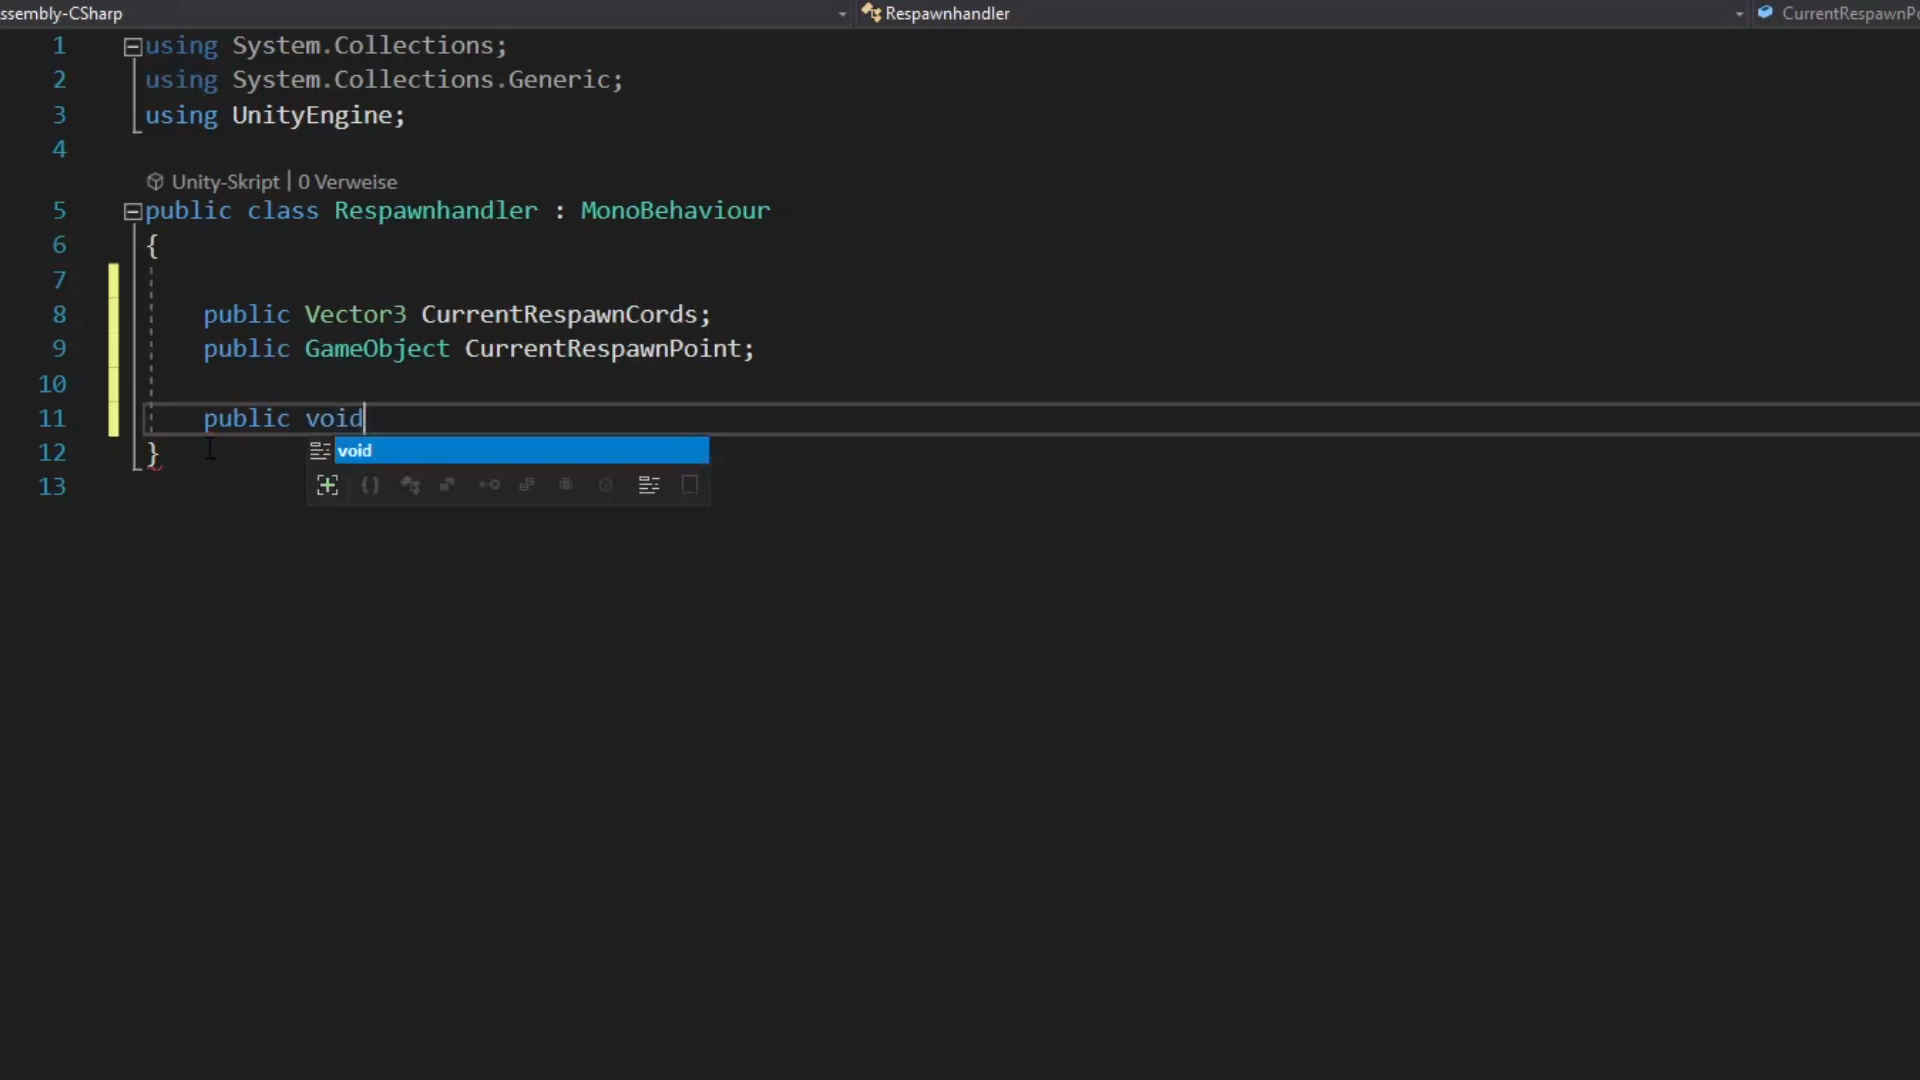 ssembly-CSharp
Respawnhandler
CurrentRespawnPo
1 using System.Collections;
2 using System.Collections.Generic;
3 using UnityEngine;
4
Unity-Skript | 0 Verweise
5 public class Respawnhandler : MonoBehaviour
6 {
7
8 public Vector3 CurrentRespawnCords;
9 public GameObject CurrentRespawnPoint;
10
11 public void
void
12 }
13